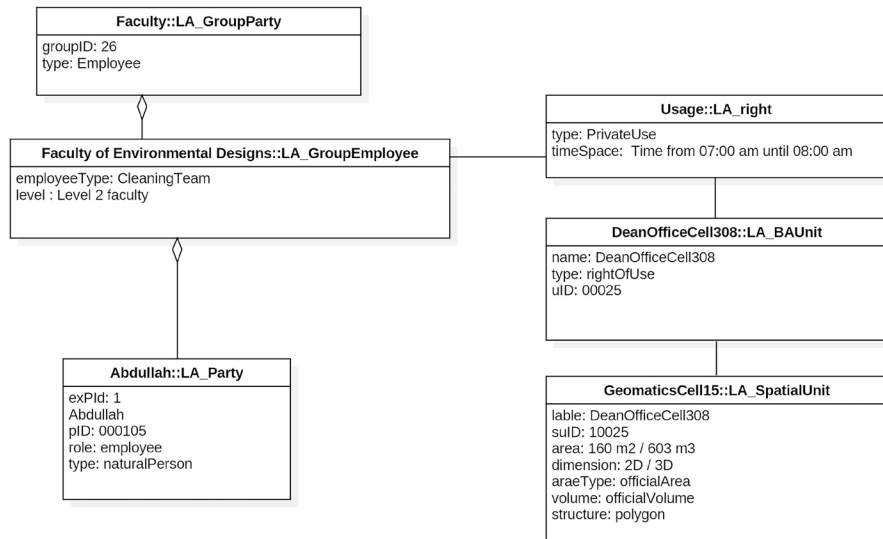 Faculty::LA_GroupParty
groupID: 26
type: Employee
Faculty of Environmental Designs::LA_GroupEmployee
employeeType: CleaningTeam
level : Level 2 faculty
Abdullah::LA_Party
exPId: 1
Abdullah
pID: 000105
role: employee
type: naturalPerson
Usage::LA_right
type: PrivateUse
timeSpace:  Time from 07:00 am until 08:00 am
DeanOfficeCell308::LA_BAUnit
name: DeanOfficeCell308
type: rightOfUse
uID: 00025
GeomaticsCell15::LA_SpatialUnit
lable: DeanOfficeCell308
suID: 10025
area: 160 m2 / 603 m3
dimension: 2D / 3D
araeType: officialArea
volume: officialVolume
structure: polygon